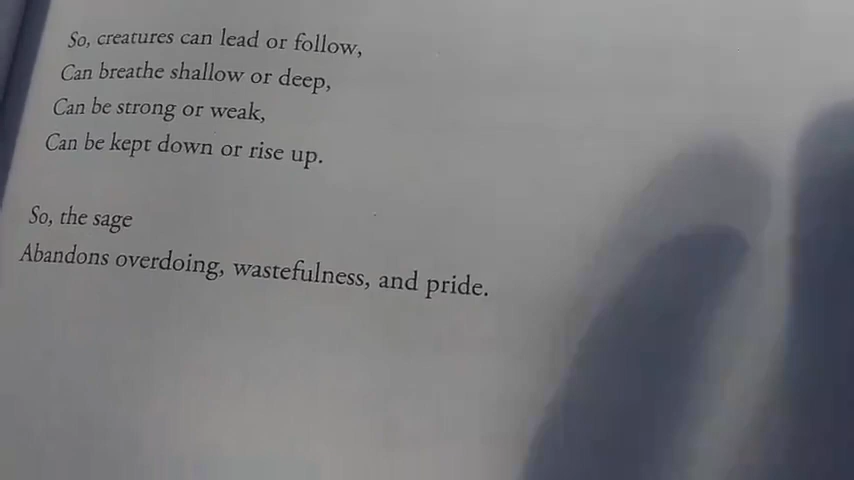 So, creatures can lead or follow,
Can breathe shallow or deep,
Can be strong or weak,
Can be kept down or rise up.
So, the sage
Abandons overdoing, wastefulness, and pride.